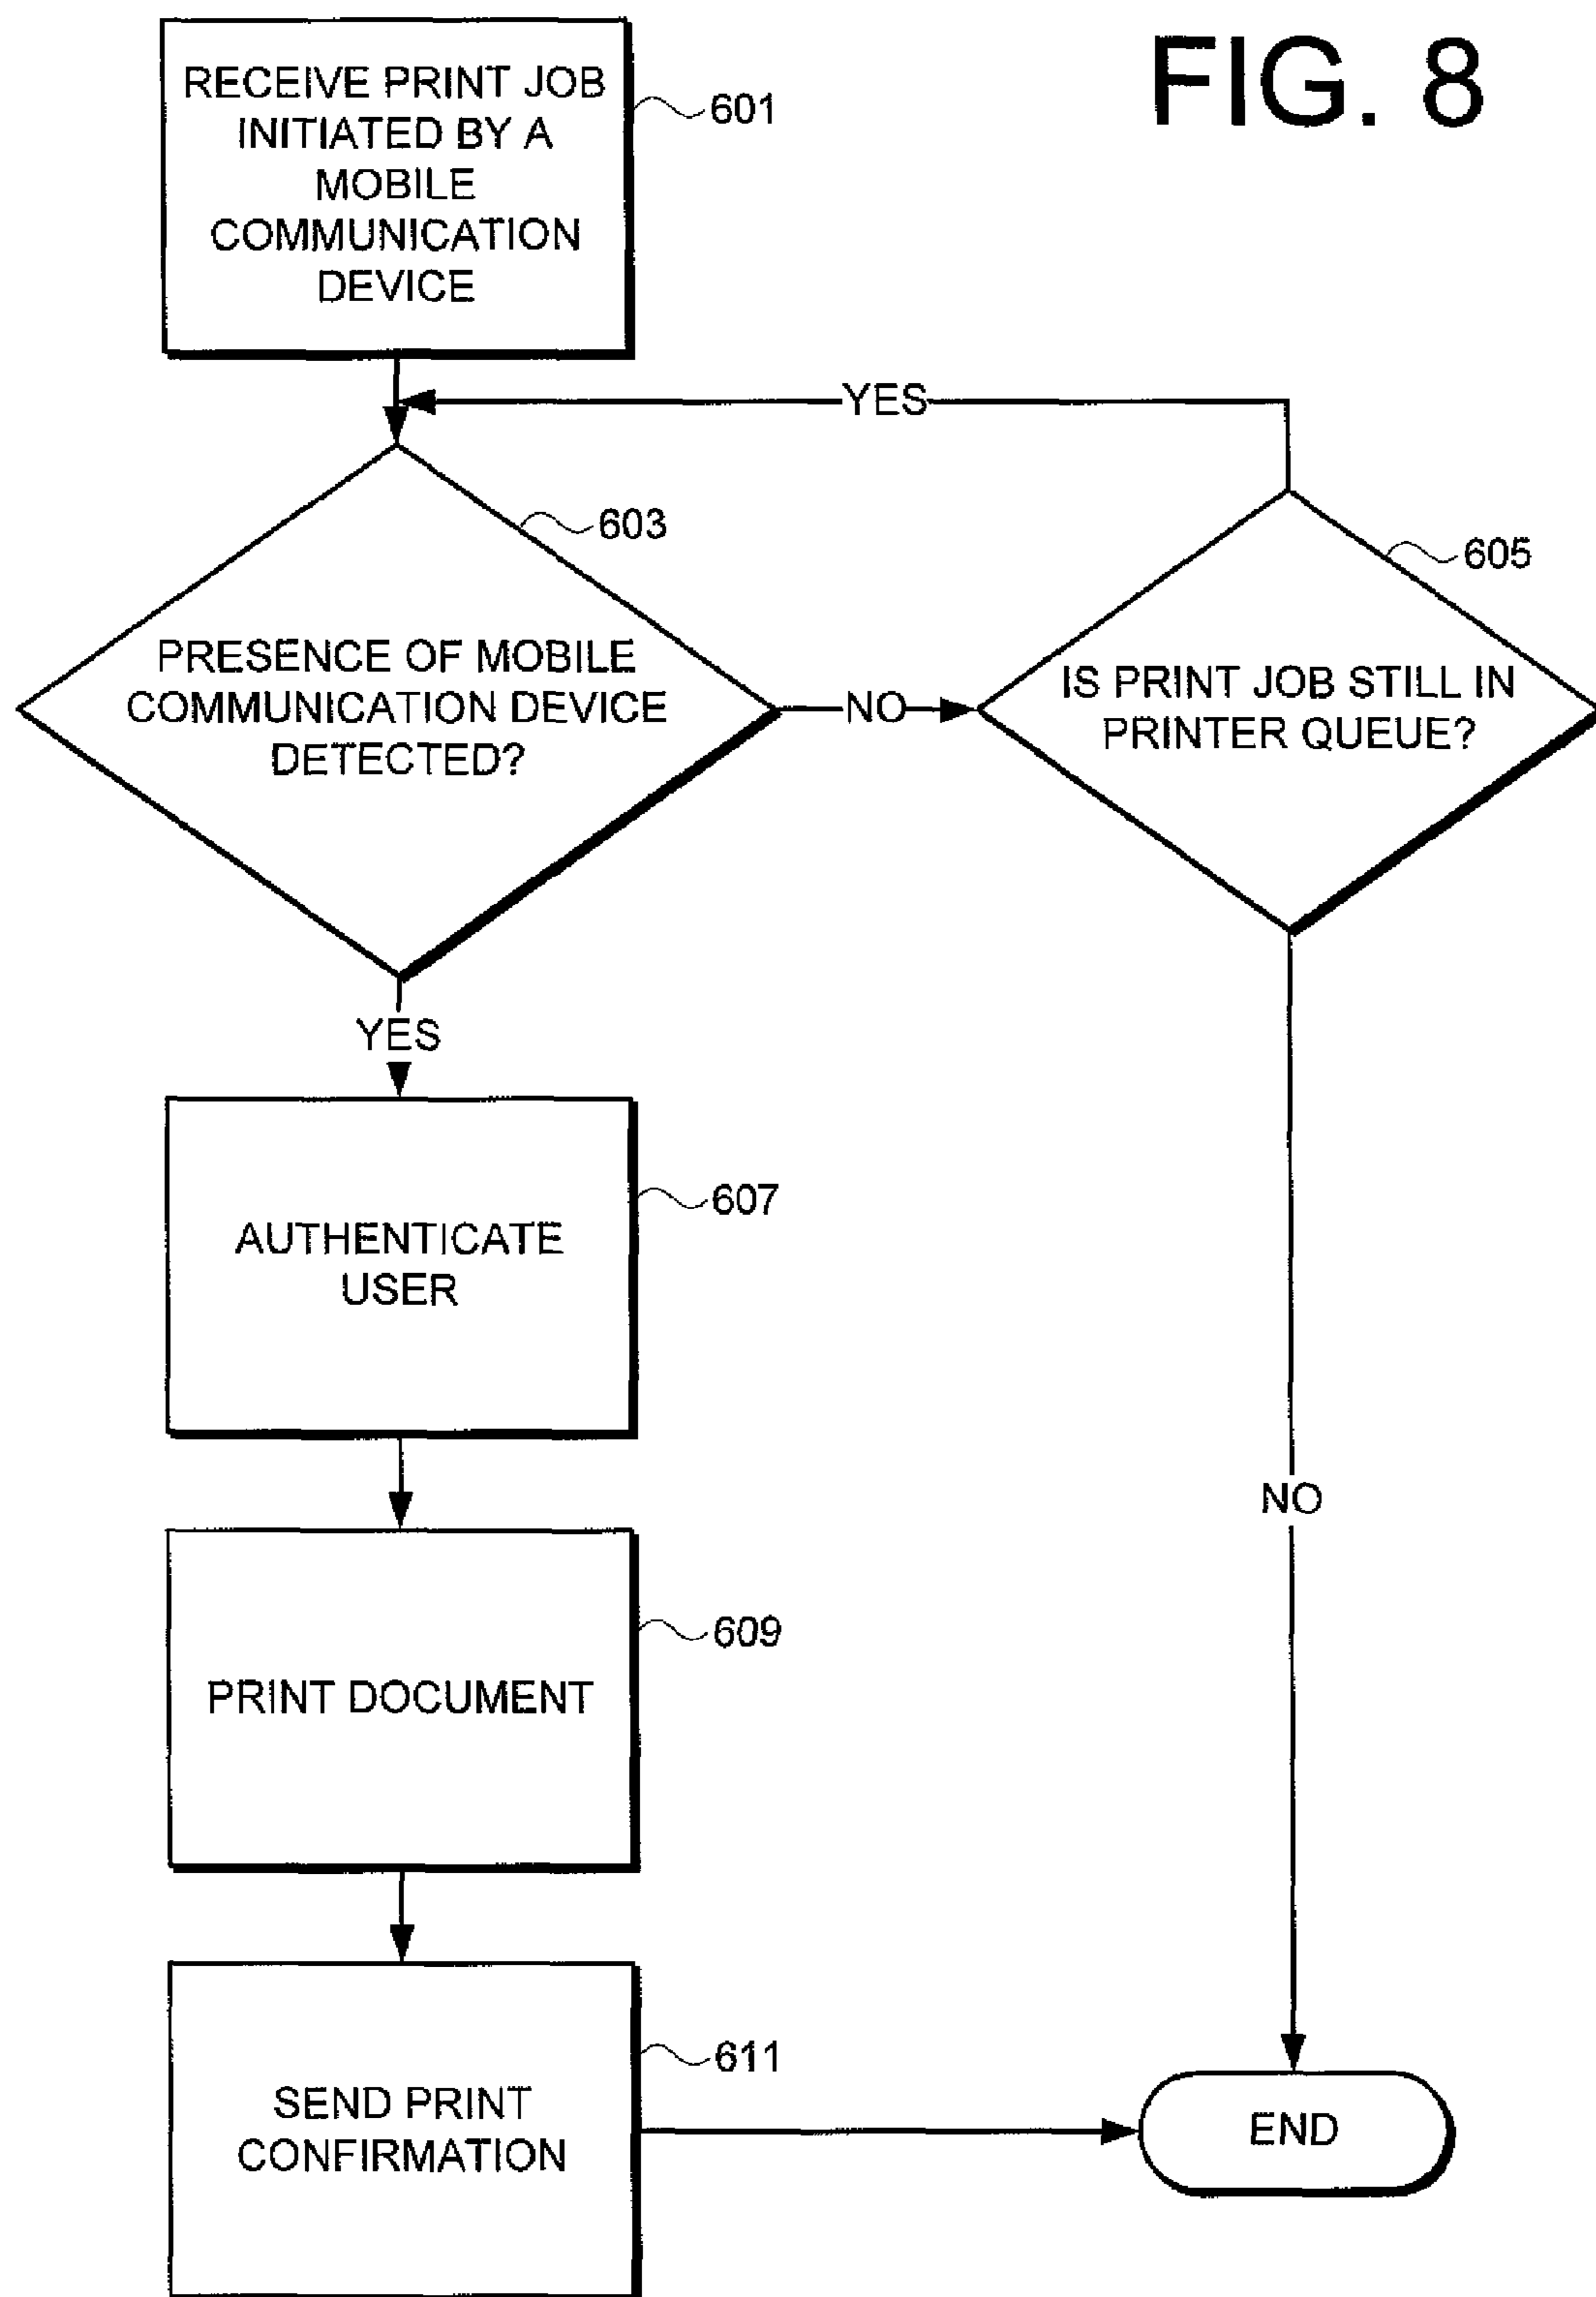 FIG. 8
RECEIVE PRINT JOB
INITIATED BY A
MOBILE
COMMUNICATION
DEVICE
601
YES
603
PRESENCE OF MOBILE
COMMUNICATION DEVICE
DETECTED?
NO
605
IS PRINT JOB STILL IN
PRINTER QUEUE?
YES
607
AUTHENTICATE
USER
NO
609
PRINT DOCUMENT
611
SEND PRINT
CONFIRMATION
END